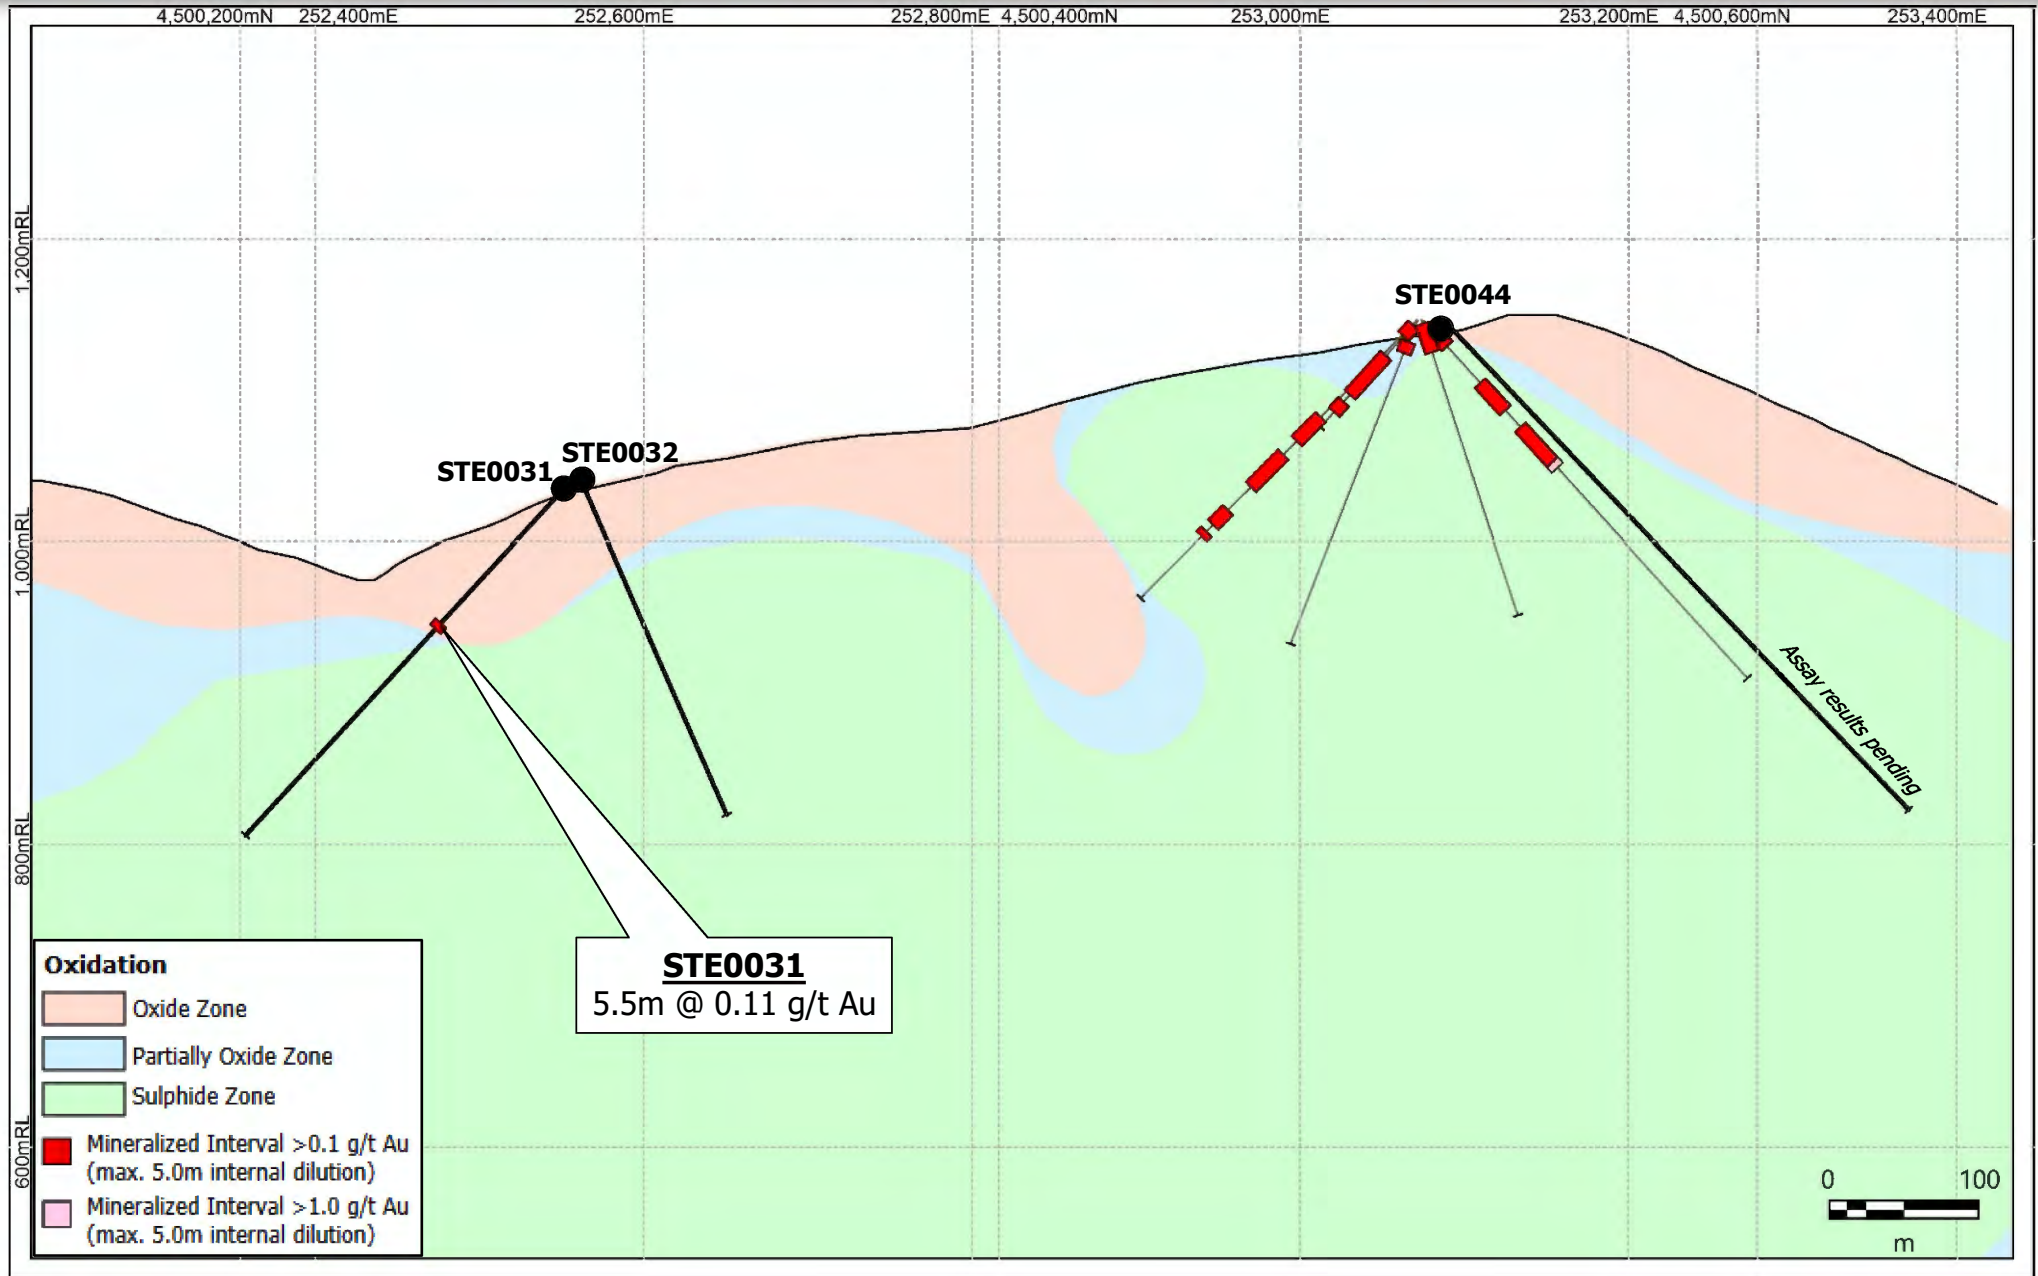 4,500,200mN 252,400mE 252,600mE 252,800mE 4,500,400mN 253,000mE 253,200mE 4,500,600mN 253,400mE
1,200mRL
1,000mRL
800mRL
600mRL
STE0044
STE0032
STE0031
Assay results pending
STE0031
5.5m @ 0.11 g/t Au
Oxidation
Oxide Zone
Partially Oxide Zone
Sulphide Zone
Mineralized Interval >0.1 g/t Au
(max. 5.0m internal dilution)
Mineralized Interval >1.0 g/t Au
(max. 5.0m internal dilution)
0 100
m